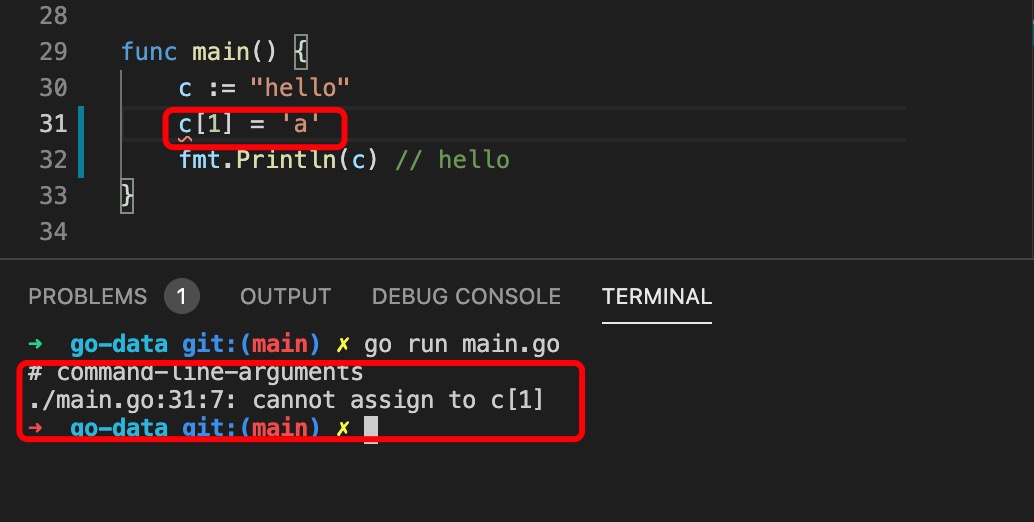 28
29 func main() {
30 c := "hello"
31 c[1] = 'a'
32 fmt.Println(c) // hello
33 }
34
PROBLEMS 1 OUTPUT DEBUG CONSOLE TERMINAL
➜ go-data git:(main) ✗ go run main.go
# command-line-arguments
./main.go:31:7: cannot assign to c[1]
➜ go-data git:(main) ✗